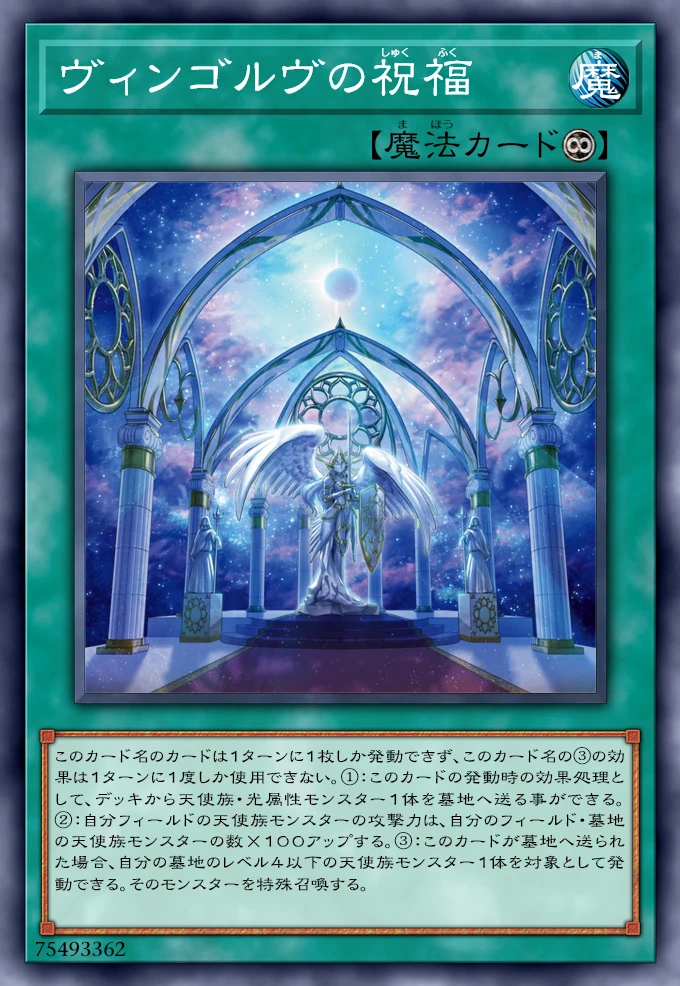 ヴィンゴルヴの祝福
しゅく ふく
魔
ま
【魔法カード】
ま ほう
このカード名のカードは1ターンに1枚しか発動できず、このカード名の③の効
果は1ターンに1度しか使用できない。①:このカードの発動時の効果処理と
して、デッキから天使族・光属性モンスター1体を墓地へ送る事ができる。
②:自分フィールドの天使族モンスターの攻撃力は、自分のフィールド・墓地
の天使族モンスターの数×100アップする。③:このカードが墓地へ送られ
た場合、自分の墓地のレベル4以下の天使族モンスター1体を対象として発
動できる。そのモンスターを特殊召喚する。
75493362